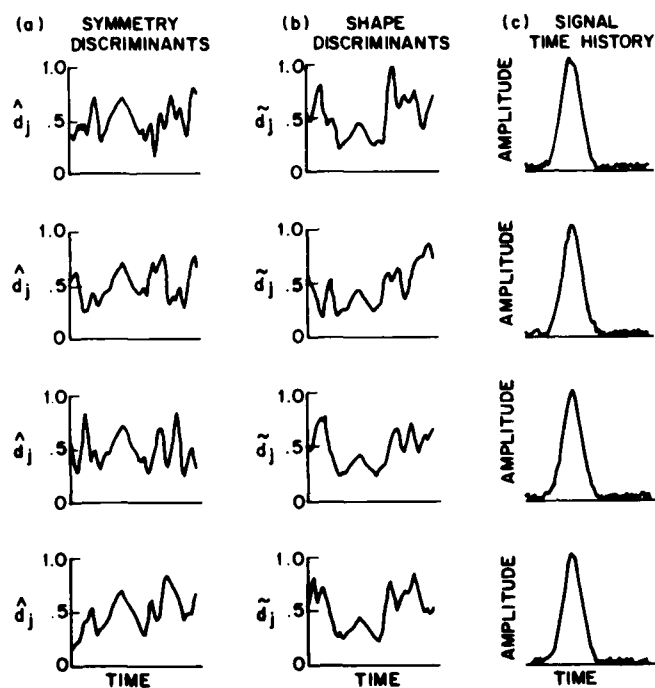 (a) SYMMETRY DISCRIMINANTS
(b) SHAPE DISCRIMINANTS
(c) SIGNAL TIME HISTORY
1.0
d̂j .5
0
1.0
d̃j .5
0
AMPLITUDE
1.0
d̂j .5
0
1.0
d̃j .5
0
AMPLITUDE
1.0
d̂j .5
0
1.0
d̃j .5
0
AMPLITUDE
1.0
d̂j .5
0
TIME
1.0
d̃j .5
0
TIME
AMPLITUDE
TIME